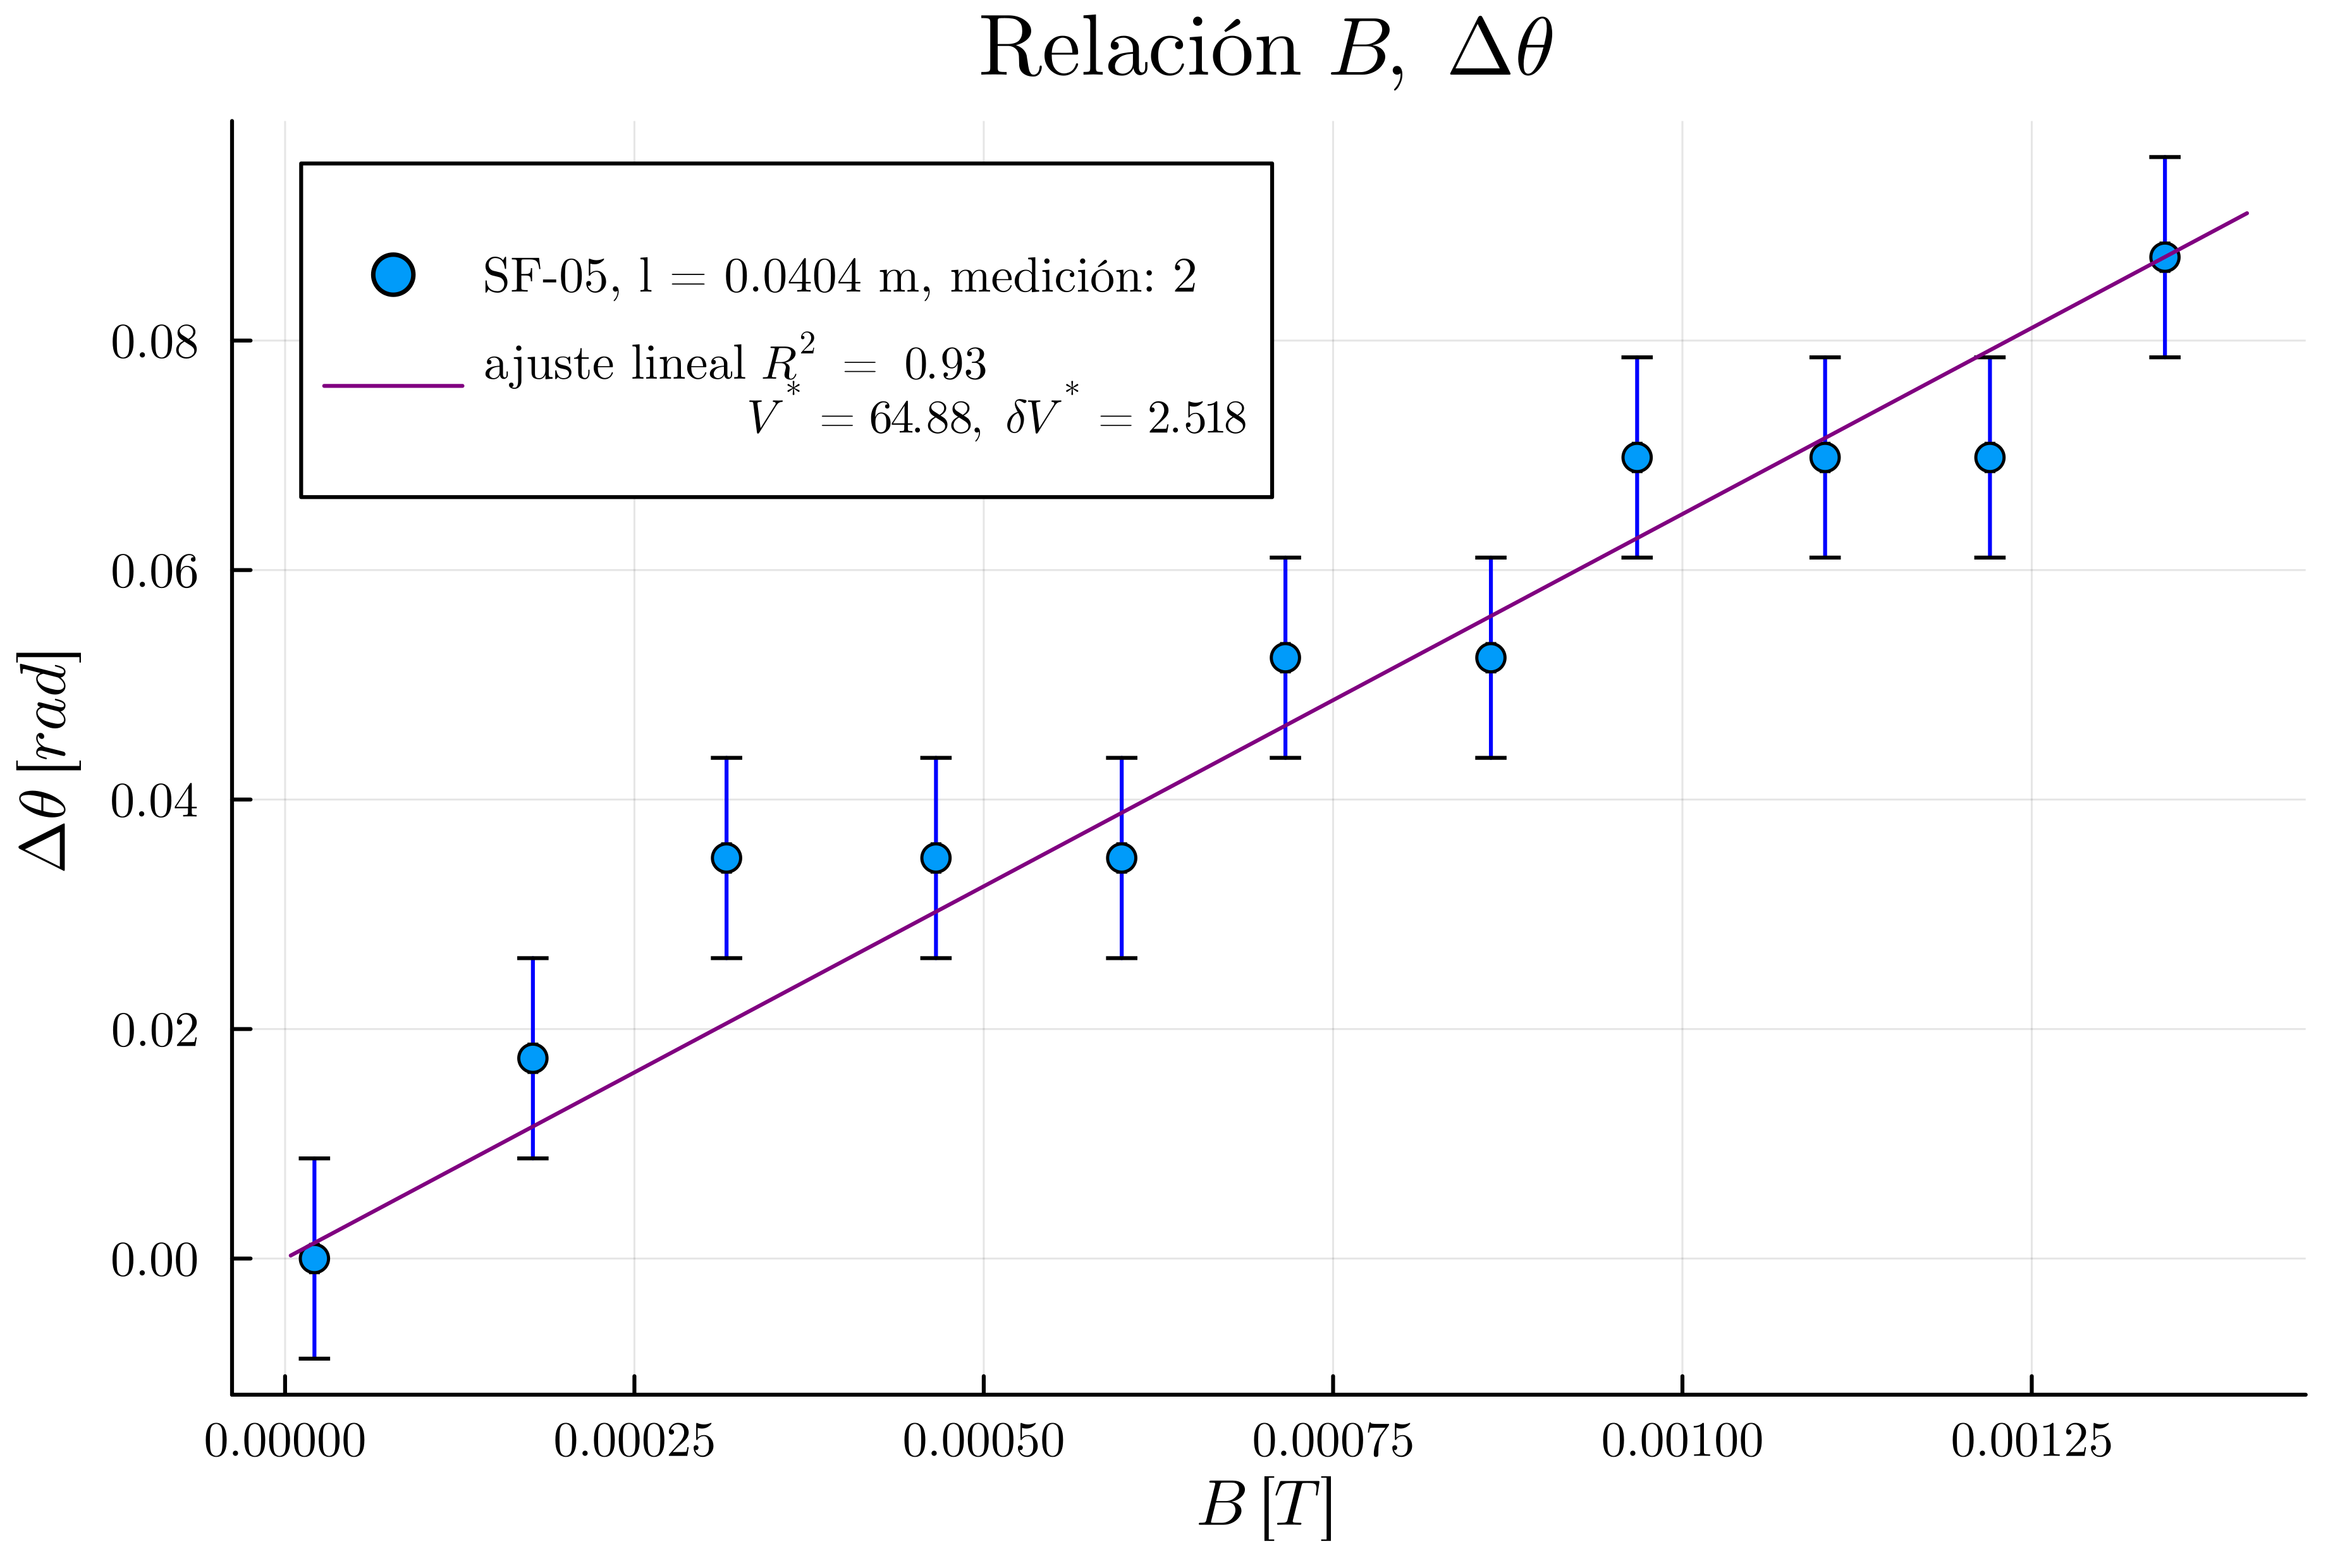 Relación B, Δθ
SF-05, l = 0.0404 m, medición: 2
ajuste lineal R² = 0.93
V* = 64.88, δV* = 2.518
Δθ [rad]
0.08
0.06
0.04
0.02
0.00
0.00000 0.00025 0.00050 0.00075 0.00100 0.00125
B [T]